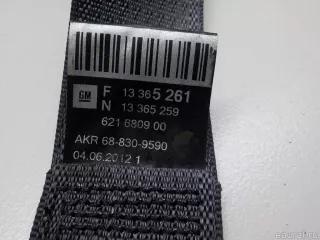 GM
F 13 365 261
N 13 365 259
621 6809 00
AKR 68-830-9590
04.06.2012 1